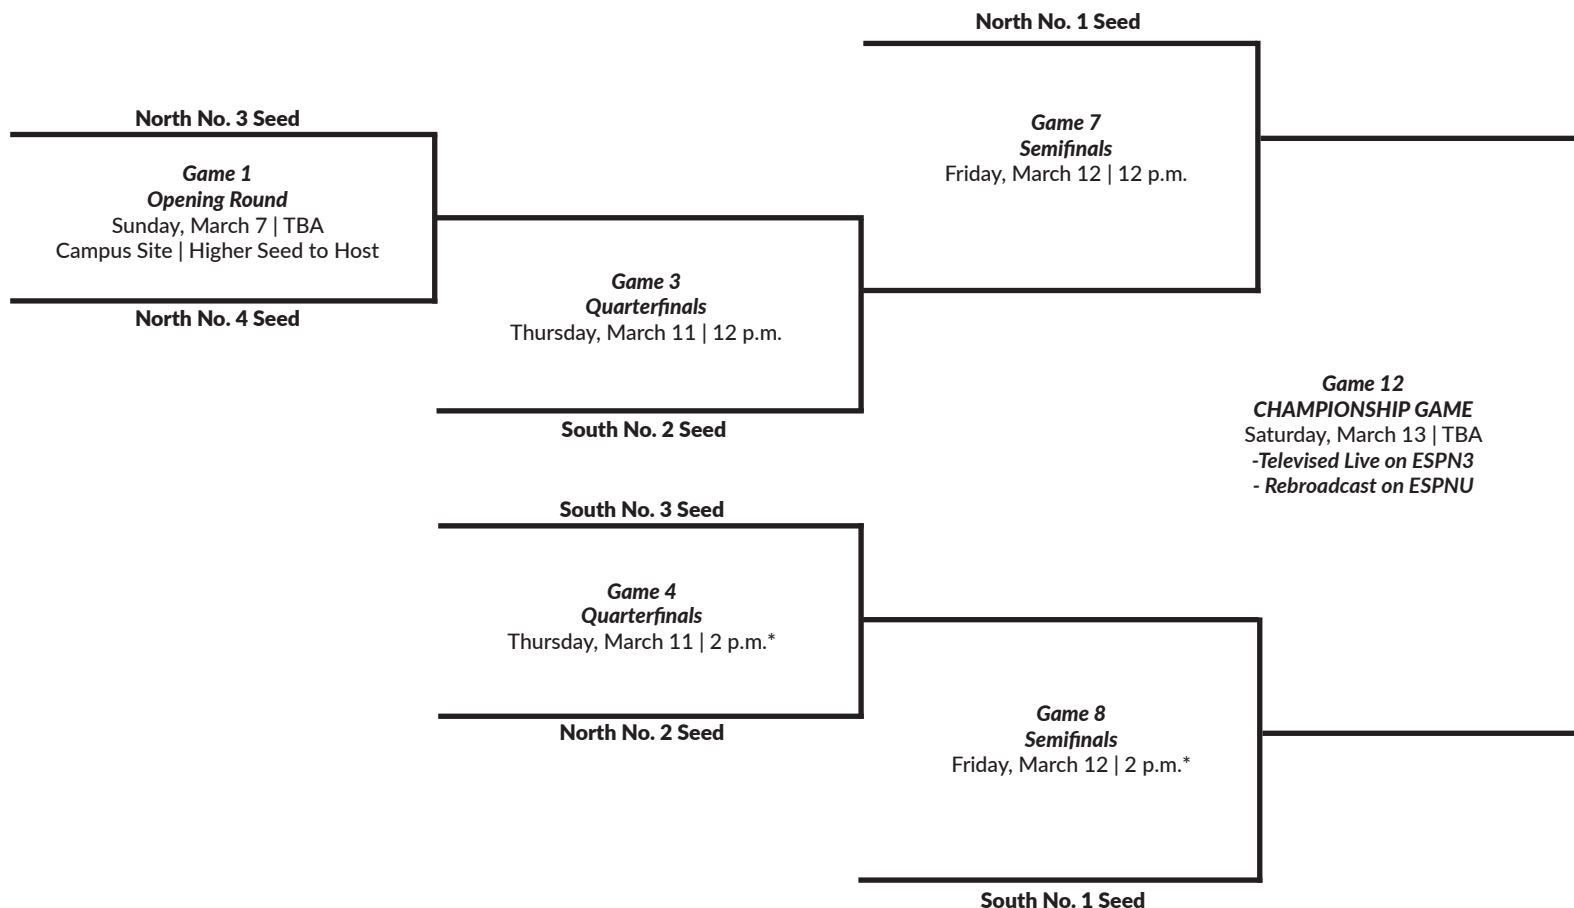 North No. 1 Seed
North No. 3 Seed
Game 7
Semifinals
Friday, March 12 | 12 p.m.
Game 1
Opening Round
Sunday, March 7 | TBA
Campus Site | Higher Seed to Host
North No. 4 Seed
Game 3
Quarterfinals
Thursday, March 11 | 12 p.m.
South No. 2 Seed
Game 12
CHAMPIONSHIP GAME
Saturday, March 13 | TBA
-Televised Live on ESPN3
- Rebroadcast on ESPNU
South No. 3 Seed
Game 4
Quarterfinals
Thursday, March 11 | 2 p.m.*
North No. 2 Seed
Game 8
Semifinals
Friday, March 12 | 2 p.m.*
South No. 1 Seed